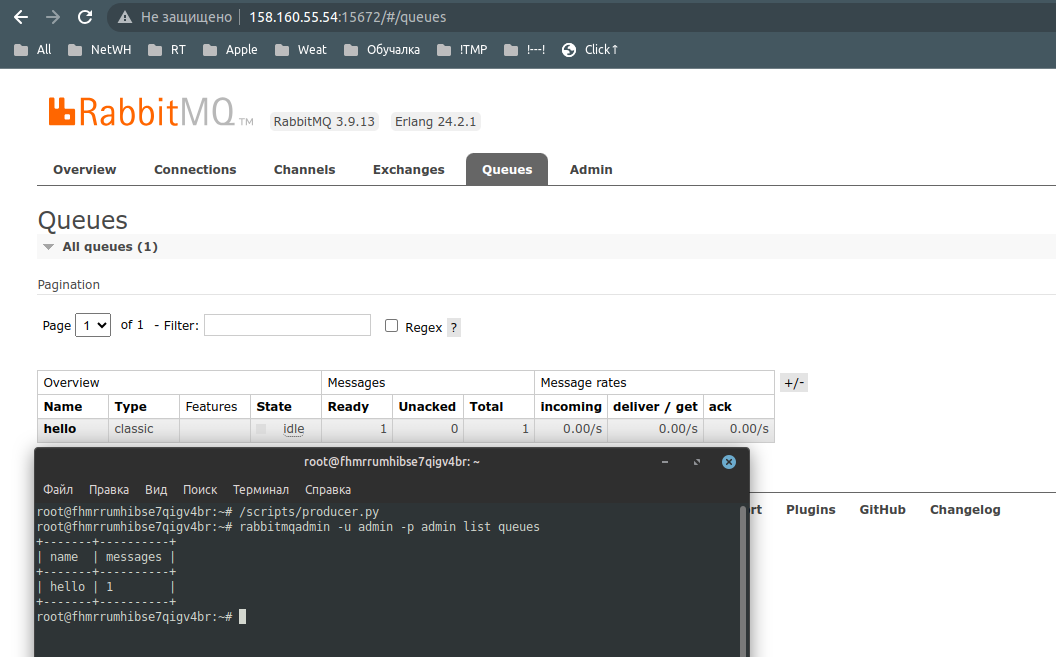 Не защищено 158.160.55.54:15672/#/queues
All NetWH RT Apple Weat Обучалка !TMP !---! Click↑
RabbitMQ TM RabbitMQ 3.9.13 Erlang 24.2.1
Overview Connections Channels Exchanges Queues Admin
Queues
All queues (1)
Pagination
Page 1 of 1 - Filter: Regex ?
Overview Messages Message rates +/-
Name Type Features State Ready Unacked Total incoming deliver / get ack
hello classic idle 1 0 1 0.00/s 0.00/s 0.00/s
root@fhmrrumhibse7qigv4br: ~
Файл Правка Вид Поиск Терминал Справка
root@fhmrrumhibse7qigv4br:~# /scripts/producer.py
rt Plugins GitHub Changelog
root@fhmrrumhibse7qigv4br:~# rabbitmqadmin -u admin -p admin list queues
+-------+----------+
| name  | messages |
+-------+----------+
| hello | 1        |
+-------+----------+
root@fhmrrumhibse7qigv4br:~#